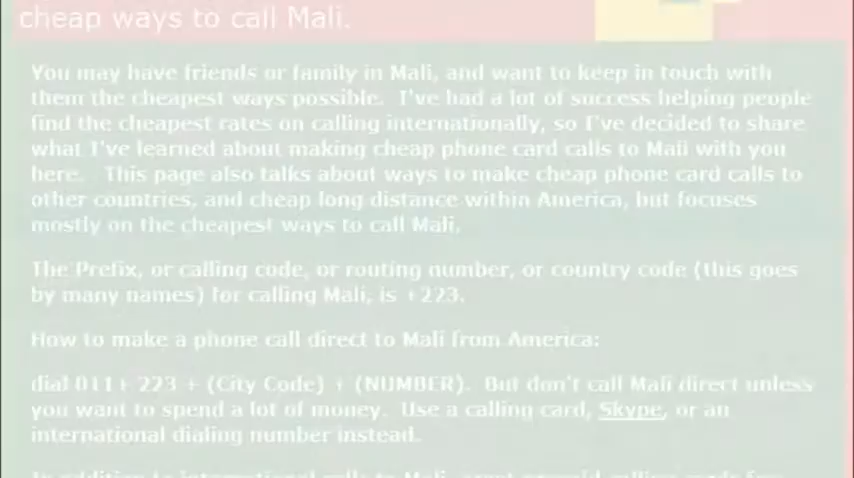 cheap ways to call Mali.
You may have friends or family in Mali, and want to keep in touch with
them the cheapest ways possible. I've had a lot of success helping people
find the cheapest rates on calling internationally, so I've decided to share
what I've learned about making cheap phone card calls to Mali with you
here. This page also talks about ways to make cheap phone card calls to
other countries, and cheap long distance within America, but focuses
mostly on the cheapest ways to call Mali.
The Prefix, or calling code, or routing number, or country code (this goes
by many names) for calling Mali, is +223.
How to make a phone call direct to Mali from America:
dial 011+ 223 + (City Code) + (NUMBER). But don't call Mali direct unless
you want to spend a lot of money. Use a calling card, Skype, or an
international dialing number instead.
In addition to international calls to Mali,